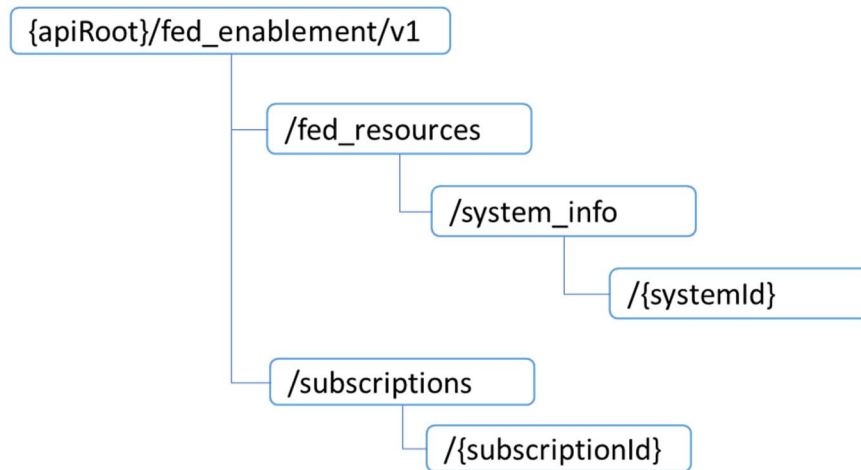 {apiRoot}/fed_enablement/v1
/fed_resources
/system_info
/{systemId}
/subscriptions
/{subscriptionId}